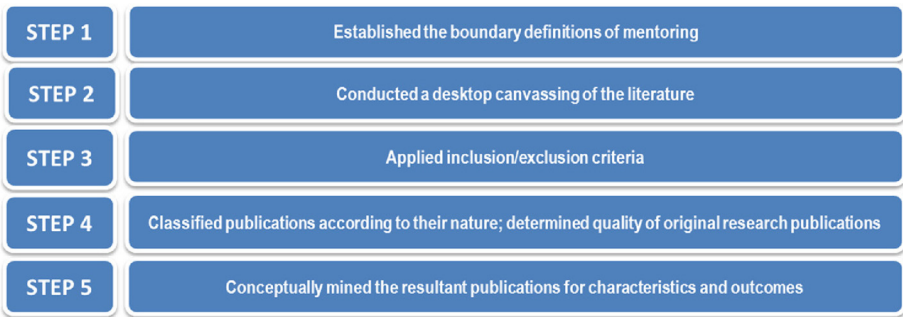 STEP 1
Established the boundary definitions of mentoring
STEP 2
Conducted a desktop canvassing of the literature
STEP 3
Applied inclusion/exclusion criteria
STEP 4
Classified publications according to their nature; determined quality of original research publications
STEP 5
Conceptually mined the resultant publications for characteristics and outcomes